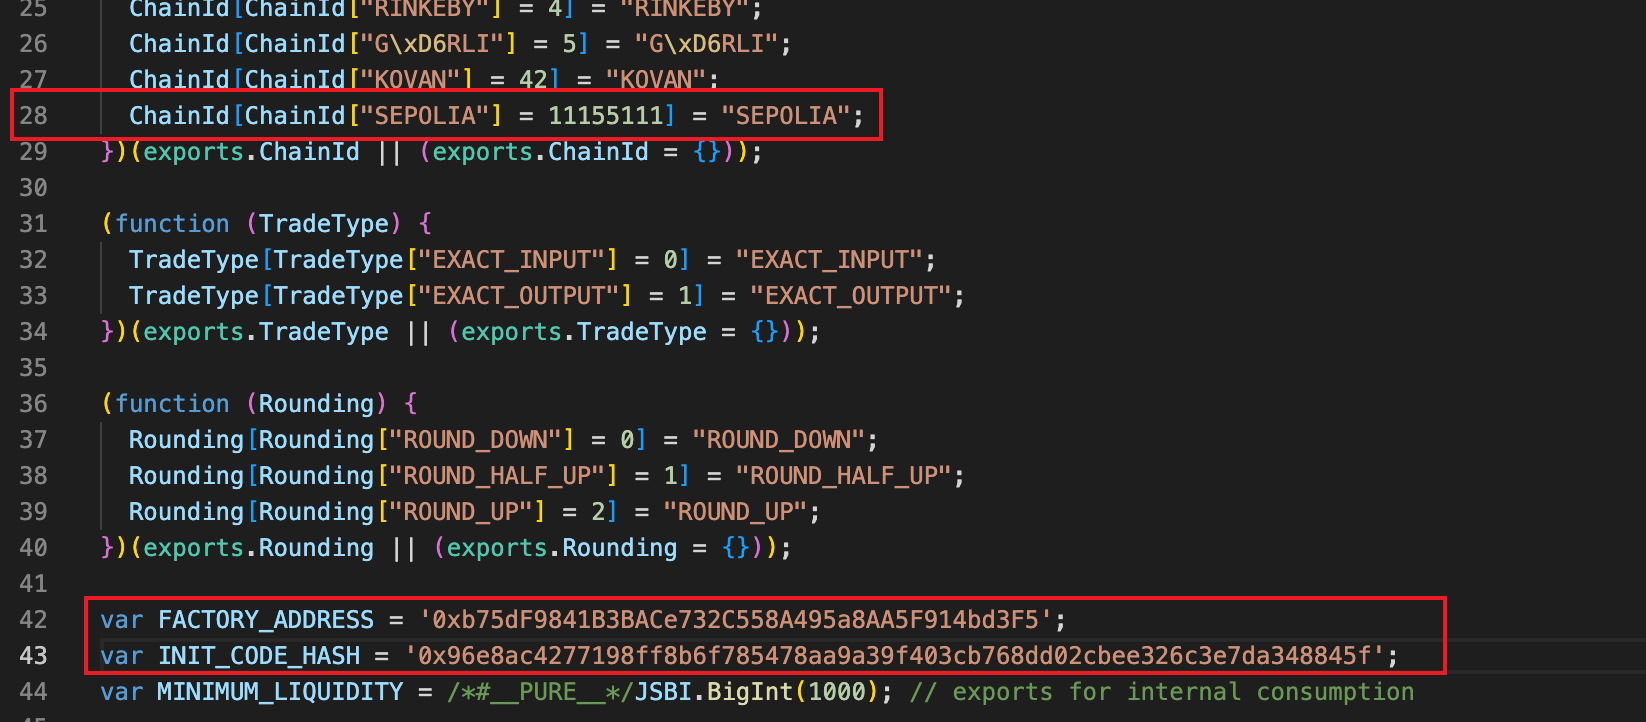 25 ChainId[ChainId["RINKEBY"] = 4] = "RINKEBY";
26 ChainId[ChainId["G\xD6RLI"] = 5] = "G\xD6RLI";
27 ChainId[ChainId["KOVAN"] = 42] = "KOVAN";
28 ChainId[ChainId["SEPOLIA"] = 11155111] = "SEPOLIA";
29 })(exports.ChainId || (exports.ChainId = {}));
30
31 (function (TradeType) {
32 TradeType[TradeType["EXACT_INPUT"] = 0] = "EXACT_INPUT";
33 TradeType[TradeType["EXACT_OUTPUT"] = 1] = "EXACT_OUTPUT";
34 })(exports.TradeType || (exports.TradeType = {}));
35
36 (function (Rounding) {
37 Rounding[Rounding["ROUND_DOWN"] = 0] = "ROUND_DOWN";
38 Rounding[Rounding["ROUND_HALF_UP"] = 1] = "ROUND_HALF_UP";
39 Rounding[Rounding["ROUND_UP"] = 2] = "ROUND_UP";
40 })(exports.Rounding || (exports.Rounding = {}));
41
42 var FACTORY_ADDRESS = '0xb75dF9841B3BACe732C558A495a8AA5F914bd3F5';
43 var INIT_CODE_HASH = '0x96e8ac4277198ff8b6f785478aa9a39f403cb768dd02cbee326c3e7da348845f';
44 var MINIMUM_LIQUIDITY = /*#__PURE__*/JSBI.BigInt(1000); // exports for internal consumption
45